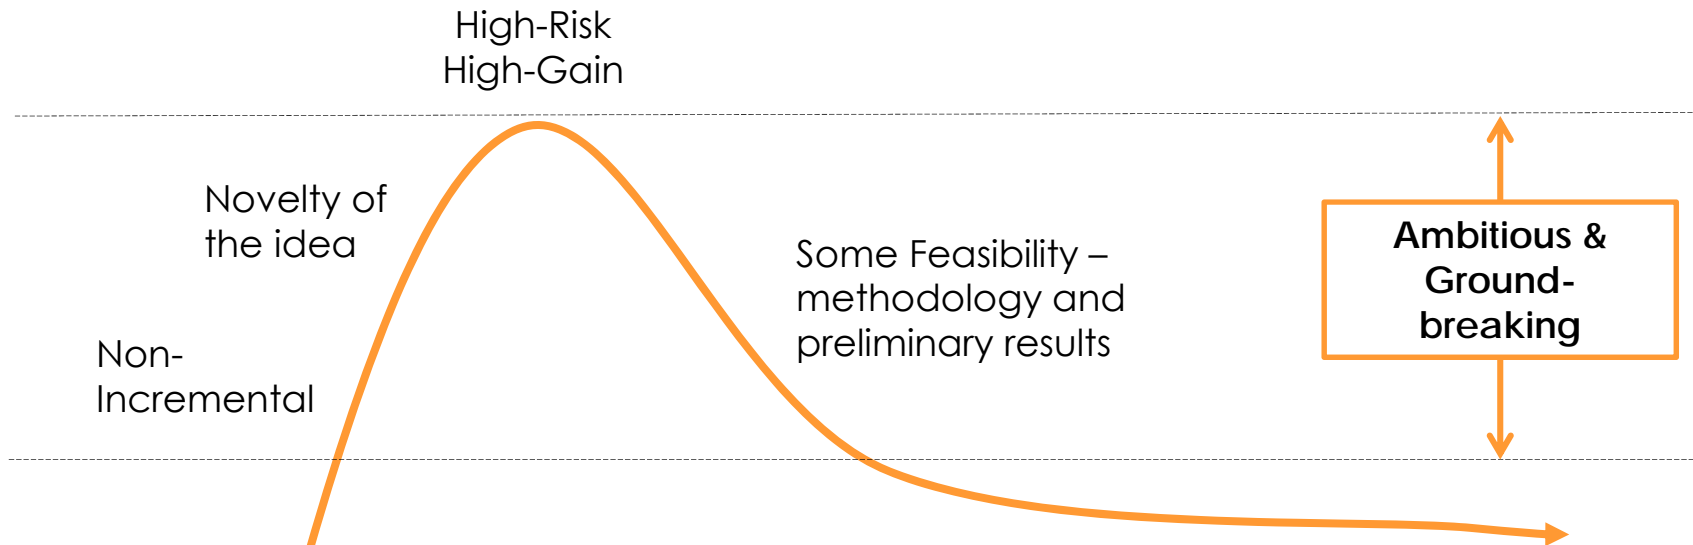 High-Risk
High-Gain
Novelty of
the idea
Some Feasibility –
methodology and
preliminary results
Ambitious &
Ground-
breaking
Non-
Incremental